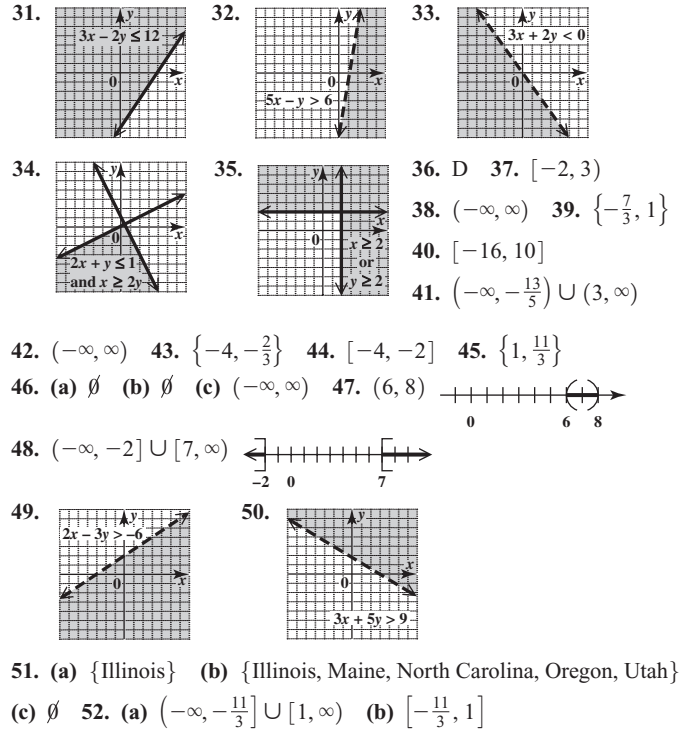 31.
y
3x – 2y ≤ 12
0
x
32.
y
0
x
5x – y > 6
33.
y
3x + 2y < 0
0
x
34.
y
0
x
2x + y ≤ 1
and x ≥ 2y
35.
y
x
0
x ≥ 2
or
y ≥ 2
36. D 37. [−2, 3)
38. (−∞, ∞) 39. {−7/3, 1}
40. [−16, 10]
41. (−∞, −13/5) ∪ (3, ∞)
42. (−∞, ∞) 43. {−4, −2/3} 44. [−4, −2] 45. {1, 11/3}
46. (a) ∅ (b) ∅ (c) (−∞, ∞) 47. (6, 8)
0 6 8
48. (−∞, −2] ∪ [7, ∞)
–2 0 7
49.
y
2x – 3y > –6
0
x
50.
y
x
0
3x + 5y > 9
51. (a) {Illinois} (b) {Illinois, Maine, North Carolina, Oregon, Utah}
(c) ∅ 52. (a) (−∞, −11/3] ∪ [1, ∞) (b) [−11/3, 1]